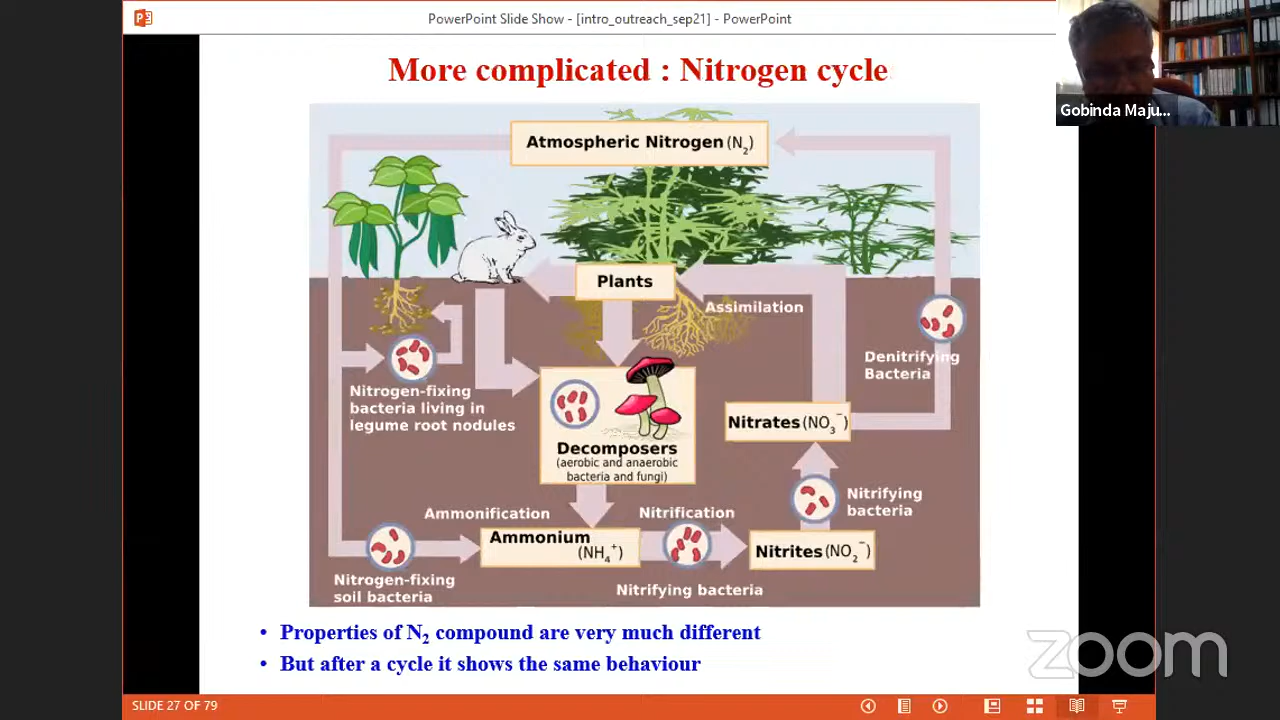 PowerPoint Slide Show - [intro_outreach_sep21] - PowerPoint
Gobinda Maju...
More complicated : Nitrogen cycle
Atmospheric Nitrogen (N2)
Plants
Assimilation
Denitrifying
Bacteria
Nitrogen-fixing
bacteria living in
legume root nodules
Decomposers
(aerobic and anaerobic
bacteria and fungi)
Nitrates (NO3−)
Nitrifying
bacteria
Ammonification
Nitrification
Ammonium
(NH4+)
Nitrites (NO2−)
Nitrogen-fixing
soil bacteria
Nitrifying bacteria
• Properties of N2 compound are very much different
• But after a cycle it shows the same behaviour
zoom
SLIDE 27 OF 79